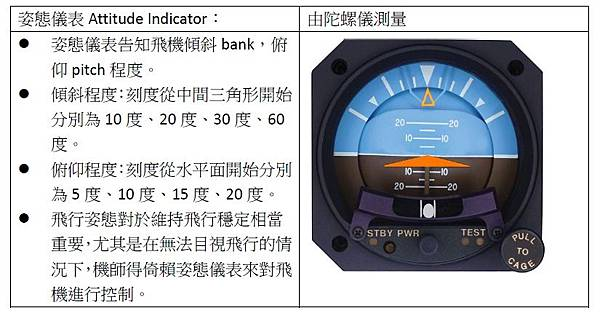 姿態儀表 Attitude Indicator：
● 姿態儀表告知飛機傾斜 bank，俯
仰 pitch 程度。
● 傾斜程度：刻度從中間三角形開始
分別為 10 度、20 度、30 度、60
度。
● 俯仰程度：刻度從水平面開始分別
為 5 度、10 度、15 度、20 度。
● 飛行姿態對於維持飛行穩定相當
重要，尤其是在無法目視飛行的情
況下，機師得倚賴姿態儀表來對飛
機進行控制。
由陀螺儀測量
20 20
10 10
10 10
20 20
STBY PWR TEST
PULL
TO
CAGE